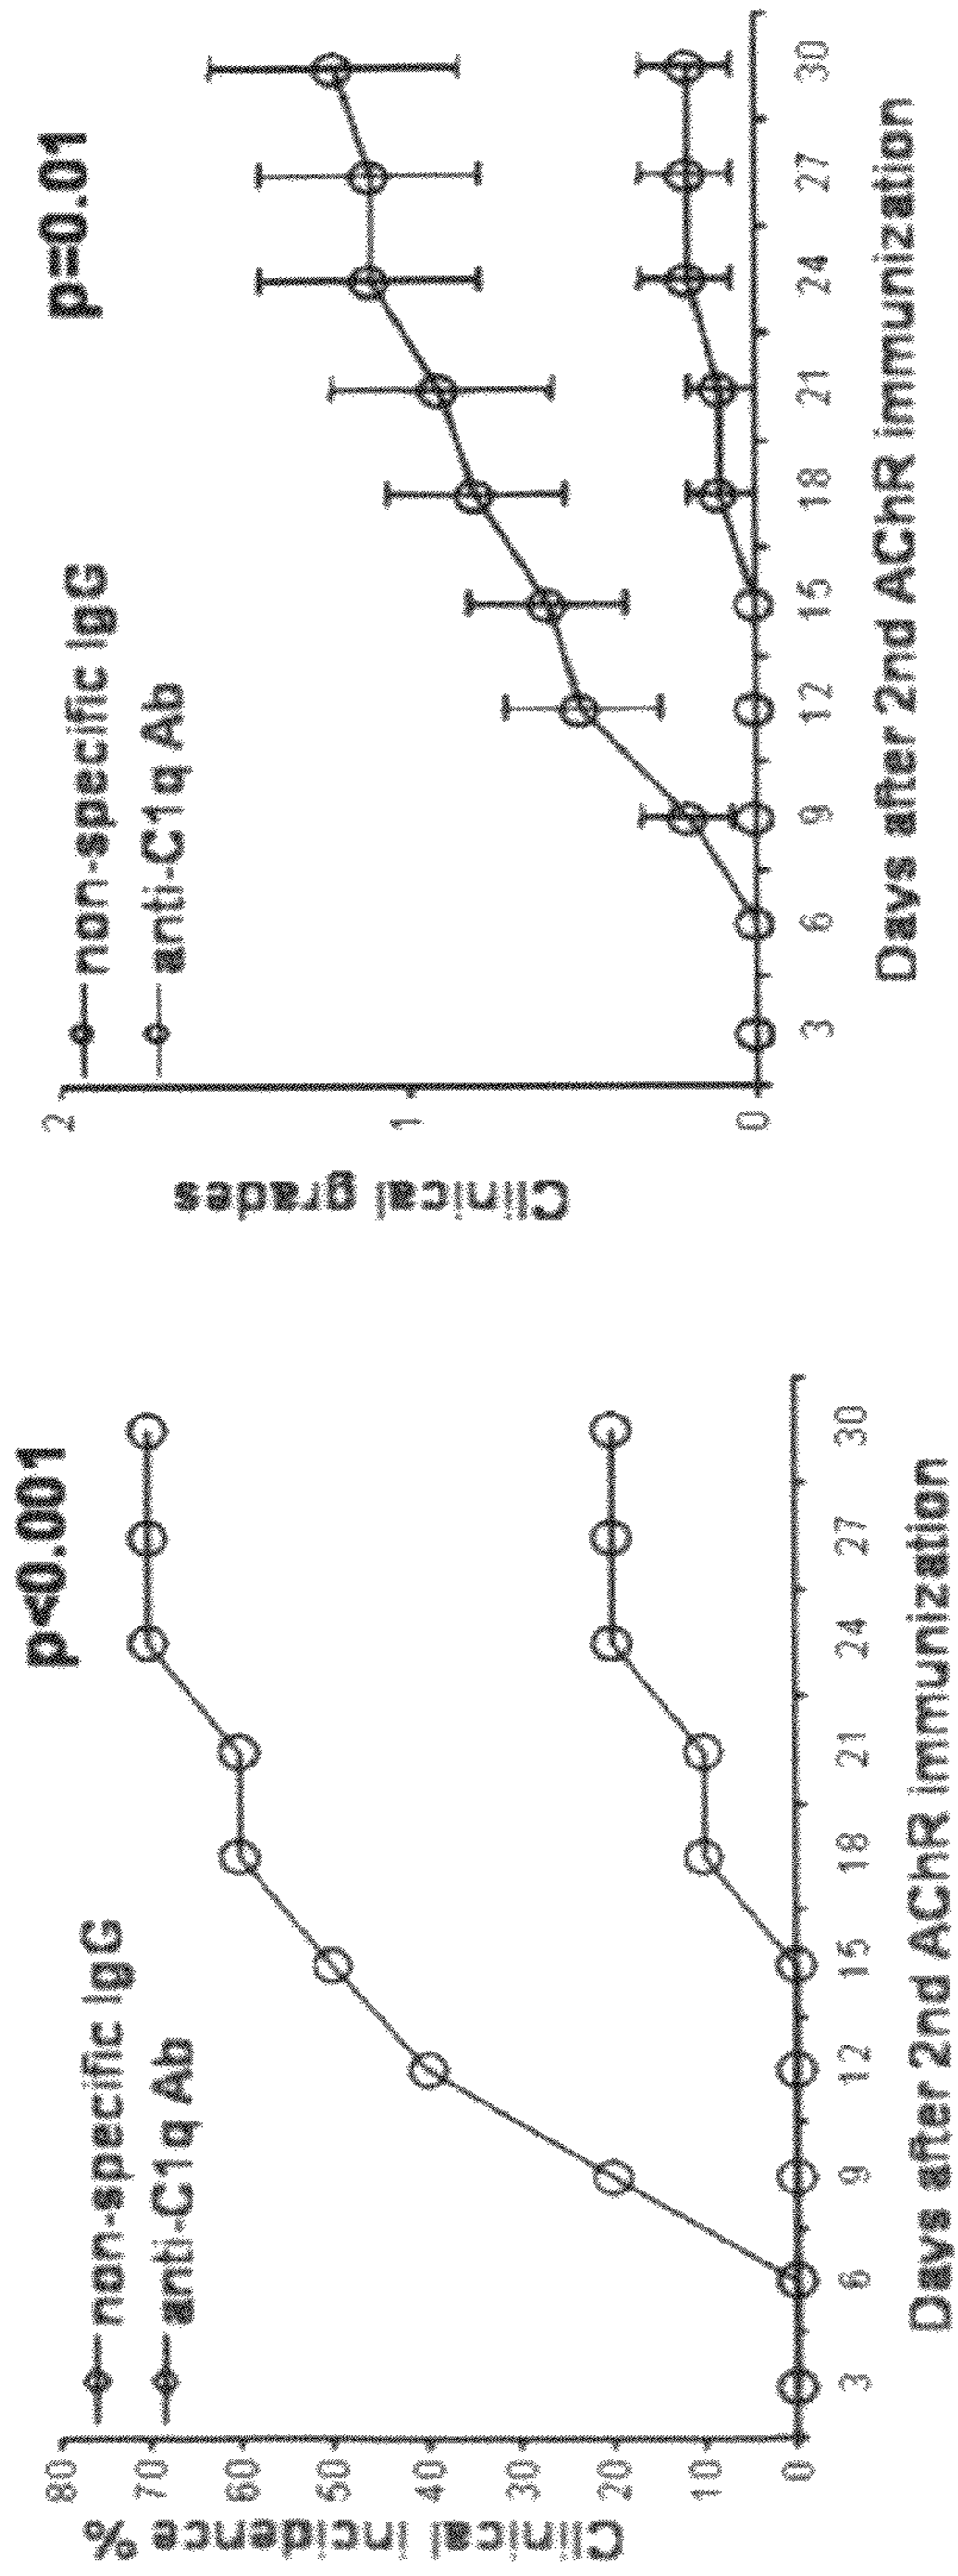 p<0.001
non-specific IgG
anti-C1q Ab
Clinical incidence %
80
70
60
50
40
30
20
10
0
3 6 9 12 15 18 21 24 27 30
Days after 2nd AChR immunization
p=0.01
non-specific IgG
anti-C1q Ab
Clinical grades
2
1
0
3 6 9 12 15 18 21 24 27 30
Days after 2nd AChR immunization